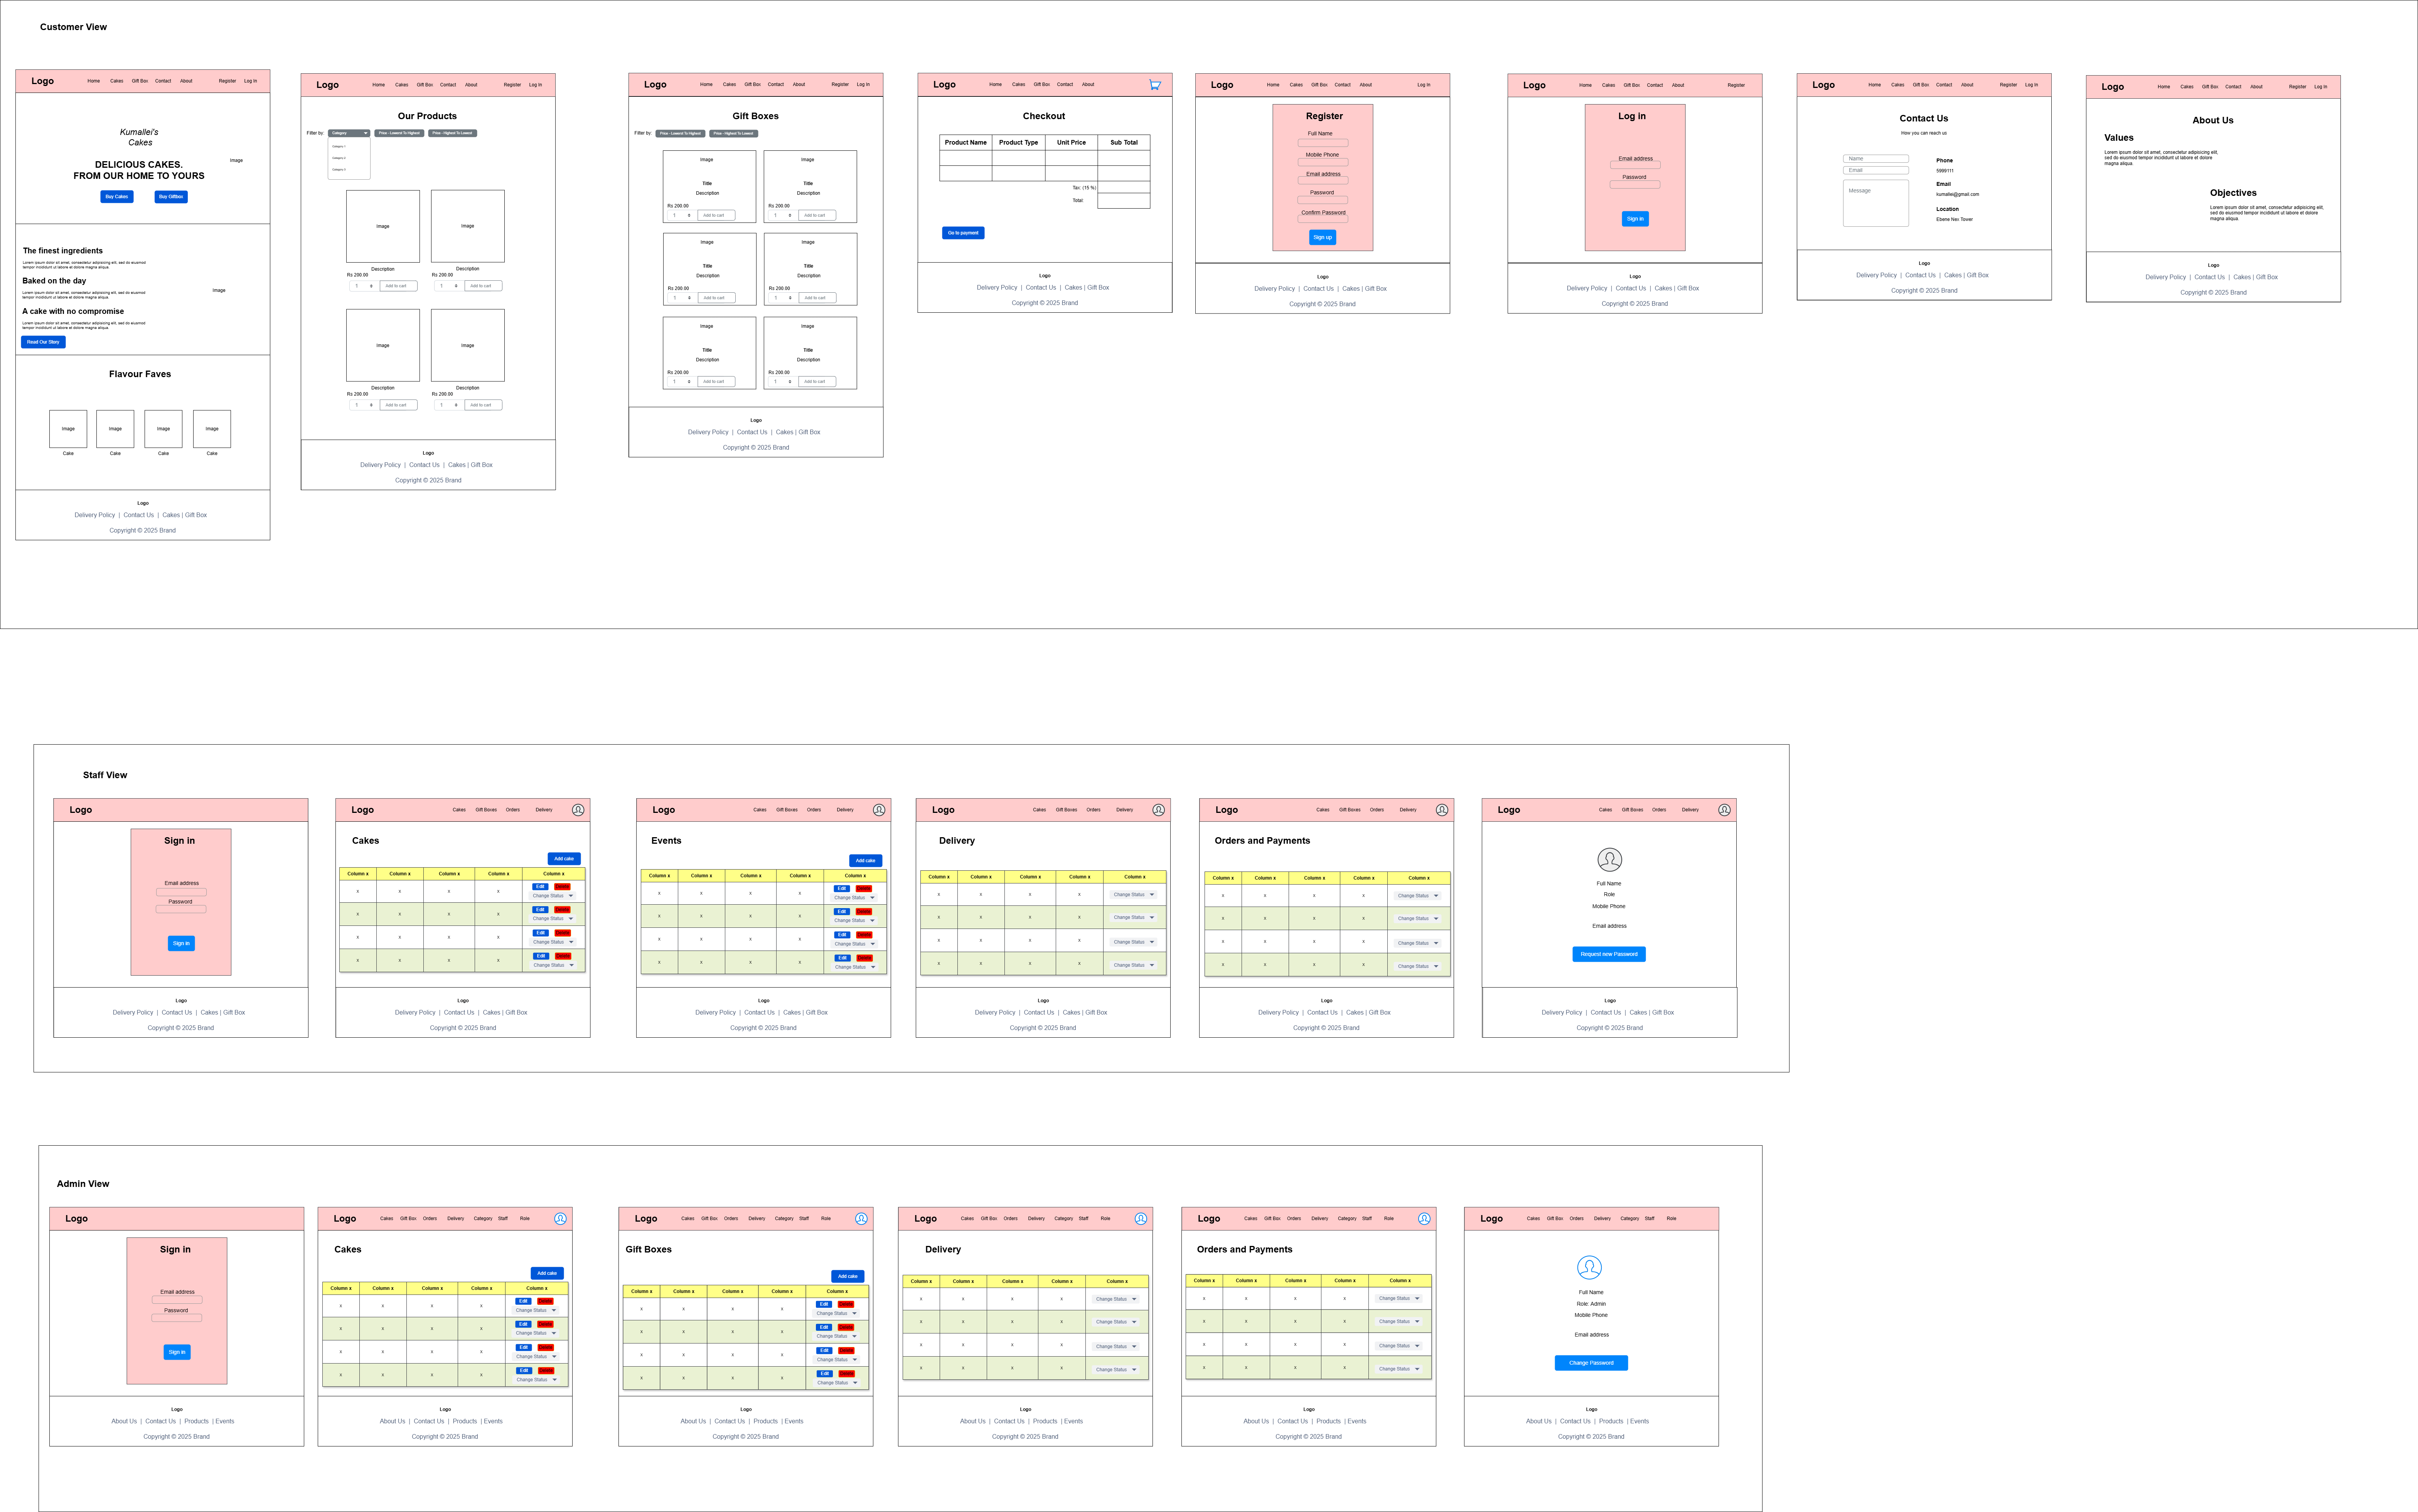 Customer View
Logo Home Cakes Gift Box Contact About Register Log In
Kumallei's
Cakes
DELICIOUS CAKES.
FROM OUR HOME TO YOURS
Image
Buy Cakes Buy Giftbox
The finest ingredients
Lorem ipsum dolor sit amet, consectetur adipisicing elit, sed do eiusmod
tempor incididunt ut labore et dolore magna aliqua.
Baked on the day
Lorem ipsum dolor sit amet, consectetur adipisicing elit, sed do eiusmod
tempor incididunt ut labore et dolore magna aliqua.
Image
A cake with no compromise
Lorem ipsum dolor sit amet, consectetur adipisicing elit, sed do eiusmod
tempor incididunt ut labore et dolore magna aliqua.
Read Our Story
Flavour Faves
Image Image Image Image
Cake Cake Cake Cake
Logo
Delivery Policy | Contact Us | Cakes | Gift Box
Copyright © 2025 Brand
Logo Home Cakes Gift Box Contact About Register Log In
Our Products
Filter by: Category Price - Lowest To Highest Price - Highest To Lowest
Category 1
Category 2
Category 3
Image Image
Description Description
Rs 200.00 Rs 200.00
1 Add to cart 1 Add to cart
Image Image
Description Description
Rs 200.00 Rs 200.00
1 Add to cart 1 Add to cart
Logo
Delivery Policy | Contact Us | Cakes | Gift Box
Copyright © 2025 Brand
Logo Home Cakes Gift Box Contact About Register Log In
Gift Boxes
Filter by: Price - Lowest To Highest Price - Highest To Lowest
Image Image
Title Title
Description Description
Rs 200.00 Rs 200.00
1 Add to cart 1 Add to cart
Image Image
Title Title
Description Description
Rs 200.00 Rs 200.00
1 Add to cart 1 Add to cart
Image Image
Title Title
Description Description
Rs 200.00 Rs 200.00
1 Add to cart 1 Add to cart
Logo
Delivery Policy | Contact Us | Cakes | Gift Box
Copyright © 2025 Brand
Logo Home Cakes Gift Box Contact About
Checkout
Product Name Product Type Unit Price Sub Total
Tax: (15 %)
Total:
Go to payment
Logo
Delivery Policy | Contact Us | Cakes | Gift Box
Copyright © 2025 Brand
Logo Home Cakes Gift Box Contact About Log In
Register
Full Name
Mobile Phone
Email address
Password
Confirm Password
Sign up
Logo
Delivery Policy | Contact Us | Cakes | Gift Box
Copyright © 2025 Brand
Logo Home Cakes Gift Box Contact About Register
Log in
Email address
Password
Sign in
Logo
Delivery Policy | Contact Us | Cakes | Gift Box
Copyright © 2025 Brand
Logo Home Cakes Gift Box Contact About Register Log In
Contact Us
How you can reach us
Name
Email
Message
Phone
5999111
Email
kumallei@gmail.com
Location
Ebene Nex Tower
Logo
Delivery Policy | Contact Us | Cakes | Gift Box
Copyright © 2025 Brand
Logo Home Cakes Gift Box Contact About Register Log In
About Us
Values
Lorem ipsum dolor sit amet, consectetur adipisicing elit,
sed do eiusmod tempor incididunt ut labore et dolore
magna aliqua.
Objectives
Lorem ipsum dolor sit amet, consectetur adipisicing elit,
sed do eiusmod tempor incididunt ut labore et dolore
magna aliqua.
Logo
Delivery Policy | Contact Us | Cakes | Gift Box
Copyright © 2025 Brand
Staff View
Logo
Sign in
Email address
Password
Sign in
Logo
Delivery Policy | Contact Us | Cakes | Gift Box
Copyright © 2025 Brand
Logo Cakes Gift Boxes Orders Delivery
Cakes
Add cake
Column x Column x Column x Column x Column x
x x x x Edit Delete
Change Status
x x x x Edit Delete
Change Status
x x x x Edit Delete
Change Status
x x x x Edit Delete
Change Status
Logo
Delivery Policy | Contact Us | Cakes | Gift Box
Copyright © 2025 Brand
Logo Cakes Gift Boxes Orders Delivery
Events
Add cake
Column x Column x Column x Column x Column x
x x x x Edit Delete
Change Status
x x x x Edit Delete
Change Status
x x x x Edit Delete
Change Status
x x x x Edit Delete
Change Status
Logo
Delivery Policy | Contact Us | Cakes | Gift Box
Copyright © 2025 Brand
Logo Cakes Gift Boxes Orders Delivery
Delivery
Column x Column x Column x Column x Column x
x x x x Change Status
x x x x Change Status
x x x x Change Status
x x x x Change Status
Logo
Delivery Policy | Contact Us | Cakes | Gift Box
Copyright © 2025 Brand
Logo Cakes Gift Boxes Orders Delivery
Orders and Payments
Column x Column x Column x Column x Column x
x x x x Change Status
x x x x Change Status
x x x x Change Status
x x x x Change Status
Logo
Delivery Policy | Contact Us | Cakes | Gift Box
Copyright © 2025 Brand
Logo Cakes Gift Boxes Orders Delivery
Full Name
Role
Mobile Phone
Email address
Request new Password
Logo
Delivery Policy | Contact Us | Cakes | Gift Box
Copyright © 2025 Brand
Admin View
Logo
Sign in
Email address
Password
Sign in
Logo
About Us | Contact Us | Products | Events
Copyright © 2025 Brand
Logo Cakes Gift Box Orders Delivery Category Staff Role
Cakes
Add cake
Column x Column x Column x Column x Column x
x x x x Edit Delete
Change Status
x x x x Edit Delete
Change Status
x x x x Edit Delete
Change Status
x x x x Edit Delete
Change Status
Logo
About Us | Contact Us | Products | Events
Copyright © 2025 Brand
Logo Cakes Gift Box Orders Delivery Category Staff Role
Gift Boxes
Add cake
Column x Column x Column x Column x Column x
x x x x Edit Delete
Change Status
x x x x Edit Delete
Change Status
x x x x Edit Delete
Change Status
x x x x Edit Delete
Change Status
Logo
About Us | Contact Us | Products | Events
Copyright © 2025 Brand
Logo Cakes Gift Box Orders Delivery Category Staff Role
Delivery
Column x Column x Column x Column x Column x
x x x x Change Status
x x x x Change Status
x x x x Change Status
x x x x Change Status
Logo
About Us | Contact Us | Products | Events
Copyright © 2025 Brand
Logo Cakes Gift Box Orders Delivery Category Staff Role
Orders and Payments
Column x Column x Column x Column x Column x
x x x x Change Status
x x x x Change Status
x x x x Change Status
x x x x Change Status
Logo
About Us | Contact Us | Products | Events
Copyright © 2025 Brand
Logo Cakes Gift Box Orders Delivery Category Staff Role
Full Name
Role: Admin
Mobile Phone
Email address
Change Password
Logo
About Us | Contact Us | Products | Events
Copyright © 2025 Brand